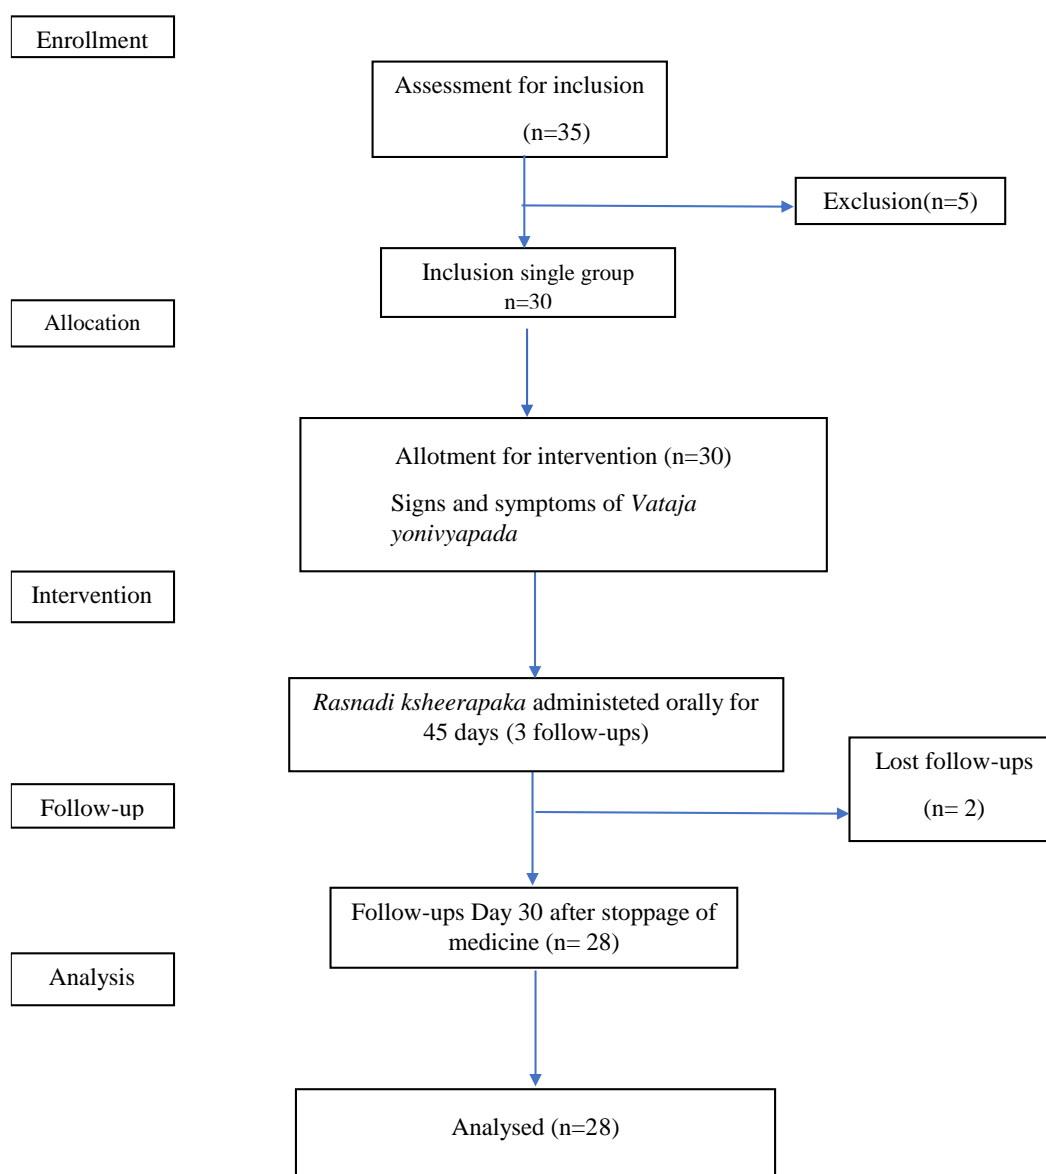 Enrollment
Assessment for inclusion
(n=35)
Exclusion(n=5)
Inclusion single group
n=30
Allocation
Allotment for intervention (n=30)
Signs and symptoms of Vataja
yonivyapada
Intervention
Rasnadi ksheerapaka administeted orally for
45 days (3 follow-ups)
Lost follow-ups
(n= 2)
Follow-up
Follow-ups Day 30 after stoppage of
medicine (n= 28)
Analysis
Analysed (n=28)